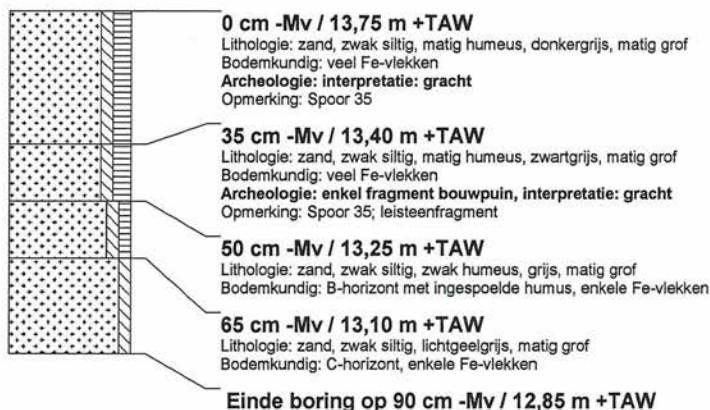 0 cm -Mv / 13,75 m +TAW
Lithologie: zand, zwak siltig, matig humeus, donkergrijs, matig grof
Bodemkundig: veel Fe-vlekken
Archeologie: interpretatie: gracht
Opmerking: Spoor 35
35 cm -Mv / 13,40 m +TAW
Lithologie: zand, zwak siltig, matig humeus, zwartgrijs, matig grof
Bodemkundig: veel Fe-vlekken
Archeologie: enkel fragment bouwpuin, interpretatie: gracht
Opmerking: Spoor 35; leisteenfragment
50 cm -Mv / 13,25 m +TAW
Lithologie: zand, zwak siltig, zwak humeus, grijs, matig grof
Bodemkundig: B-horizont met ingespoelde humus, enkele Fe-vlekken
65 cm -Mv / 13,10 m +TAW
Lithologie: zand, zwak siltig, lichtgeelgrijs, matig grof
Bodemkundig: C-horizont, enkele Fe-vlekken
Einde boring op 90 cm -Mv / 12,85 m +TAW